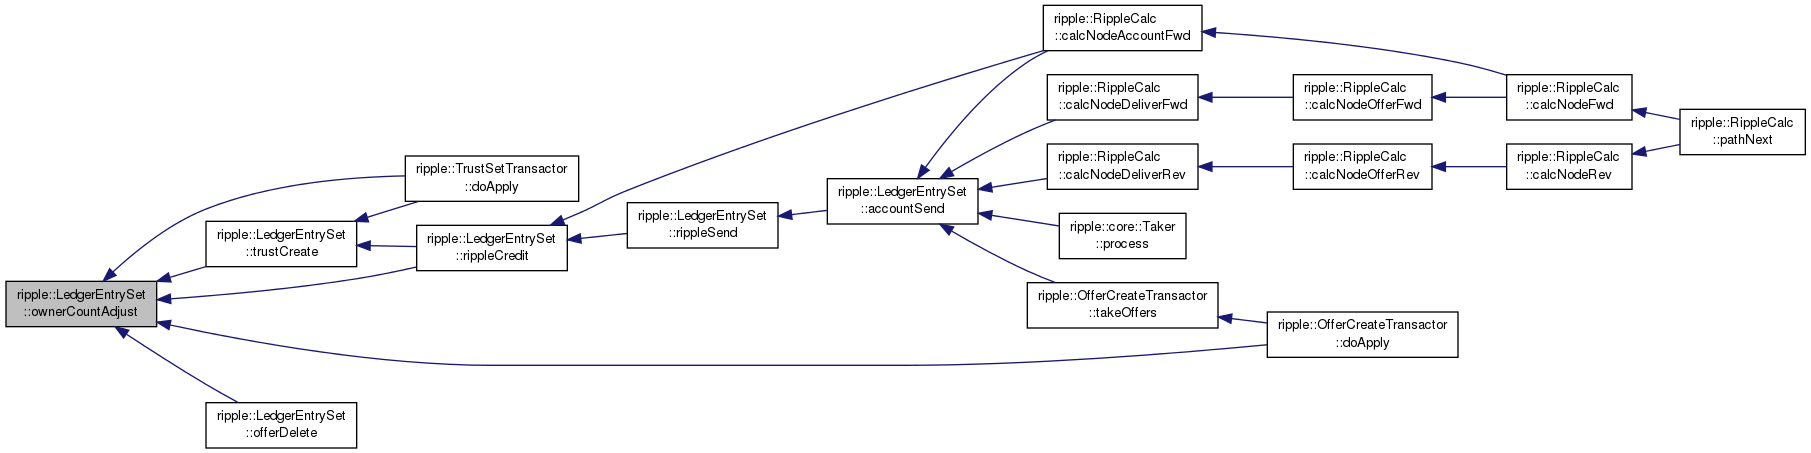 ripple::RippleCalc
::calcNodeAccountFwd
ripple::RippleCalc
::calcNodeDeliverFwd
ripple::RippleCalc
::calcNodeOfferFwd
ripple::RippleCalc
::calcNodeFwd
ripple::RippleCalc
::pathNext
ripple::TrustSetTransactor
::doApply
ripple::RippleCalc
::calcNodeDeliverRev
ripple::RippleCalc
::calcNodeOfferRev
ripple::RippleCalc
::calcNodeRev
ripple::LedgerEntrySet
::accountSend
ripple::LedgerEntrySet
::rippleSend
ripple::LedgerEntrySet
::trustCreate
ripple::LedgerEntrySet
::rippleCredit
ripple::core::Taker
::process
ripple::LedgerEntrySet
::ownerCountAdjust
ripple::OfferCreateTransactor
::takeOffers
ripple::OfferCreateTransactor
::doApply
ripple::LedgerEntrySet
::offerDelete